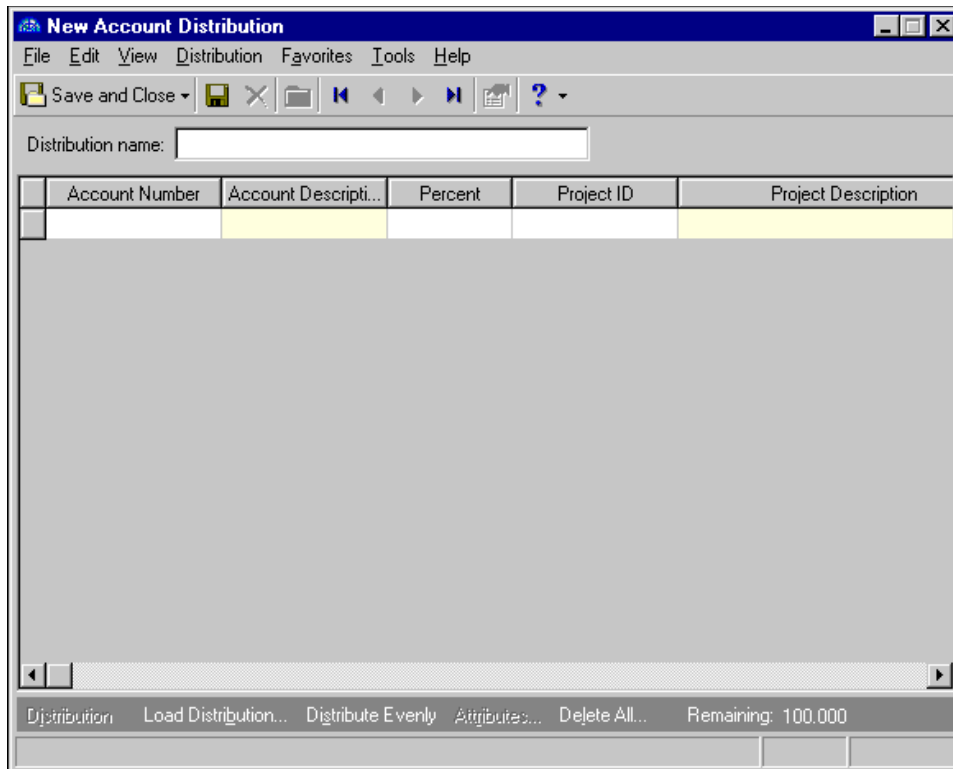 New Account Distribution
File Edit View Distribution Favorites Tools Help
Save and Close ?
Distribution name:
Account Number Account Descripti... Percent Project ID Project Description
Distribution Load Distribution... Distribute Evenly Attributes... Delete All... Remaining: 100.000